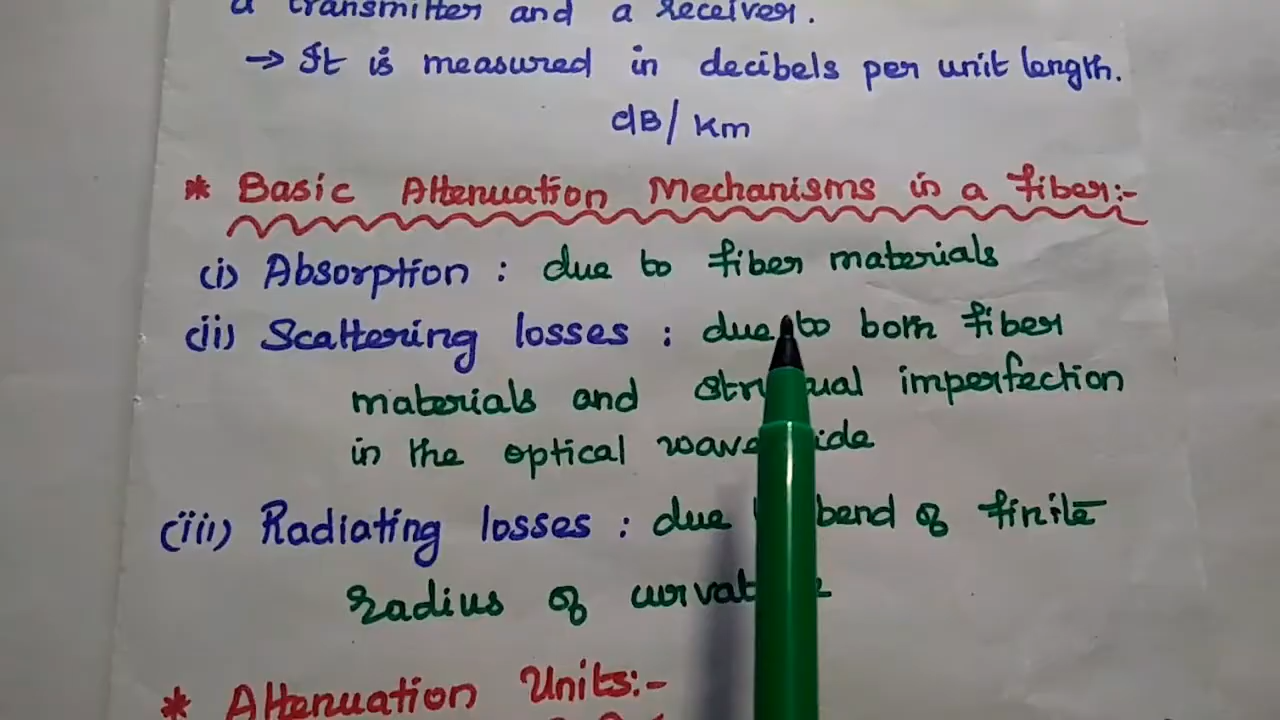 a transmitter and a receiver.
→ It is measured in decibels per unit length.
dB/km
* Basic Attenuation Mechanisms in a fiber:-
(i) Absorption : due to fiber materials
(ii) Scattering losses : due to both fiber
materials and imperfection
in the optical
(iii) Radiating losses : due bend of finite
radius of
* Attenuation Units:-